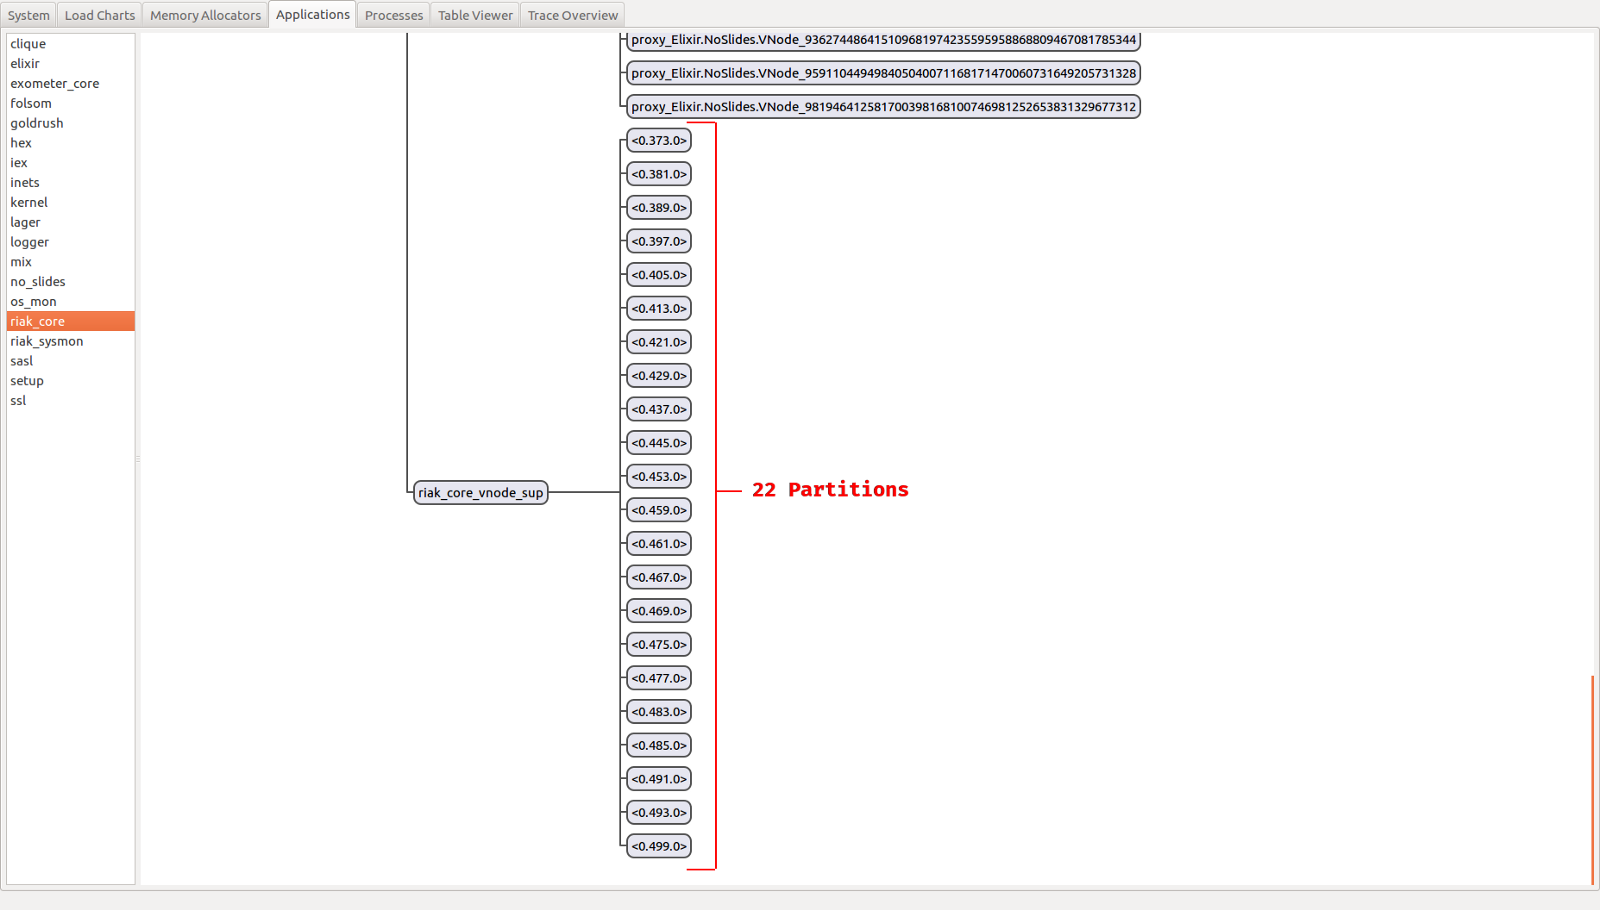 System Load Charts Memory Allocators Applications Processes Table Viewer Trace Overview
clique
elixir
exometer_core
folsom
goldrush
hex
iex
inets
kernel
lager
logger
mix
no_slides
os_mon
riak_core
riak_sysmon
sasl
setup
ssl
proxy_Elixir.NoSlides.VNode_936274486415109681974235595958868809467081785344
proxy_Elixir.NoSlides.VNode_959110449498405040071168171470060731649205731328
proxy_Elixir.NoSlides.VNode_981946412581700398168100746981252653831329677312
<0.373.0>
<0.381.0>
<0.389.0>
<0.397.0>
<0.405.0>
<0.413.0>
<0.421.0>
<0.429.0>
<0.437.0>
<0.445.0>
<0.453.0>
riak_core_vnode_sup
22 Partitions
<0.459.0>
<0.461.0>
<0.467.0>
<0.469.0>
<0.475.0>
<0.477.0>
<0.483.0>
<0.485.0>
<0.491.0>
<0.493.0>
<0.499.0>